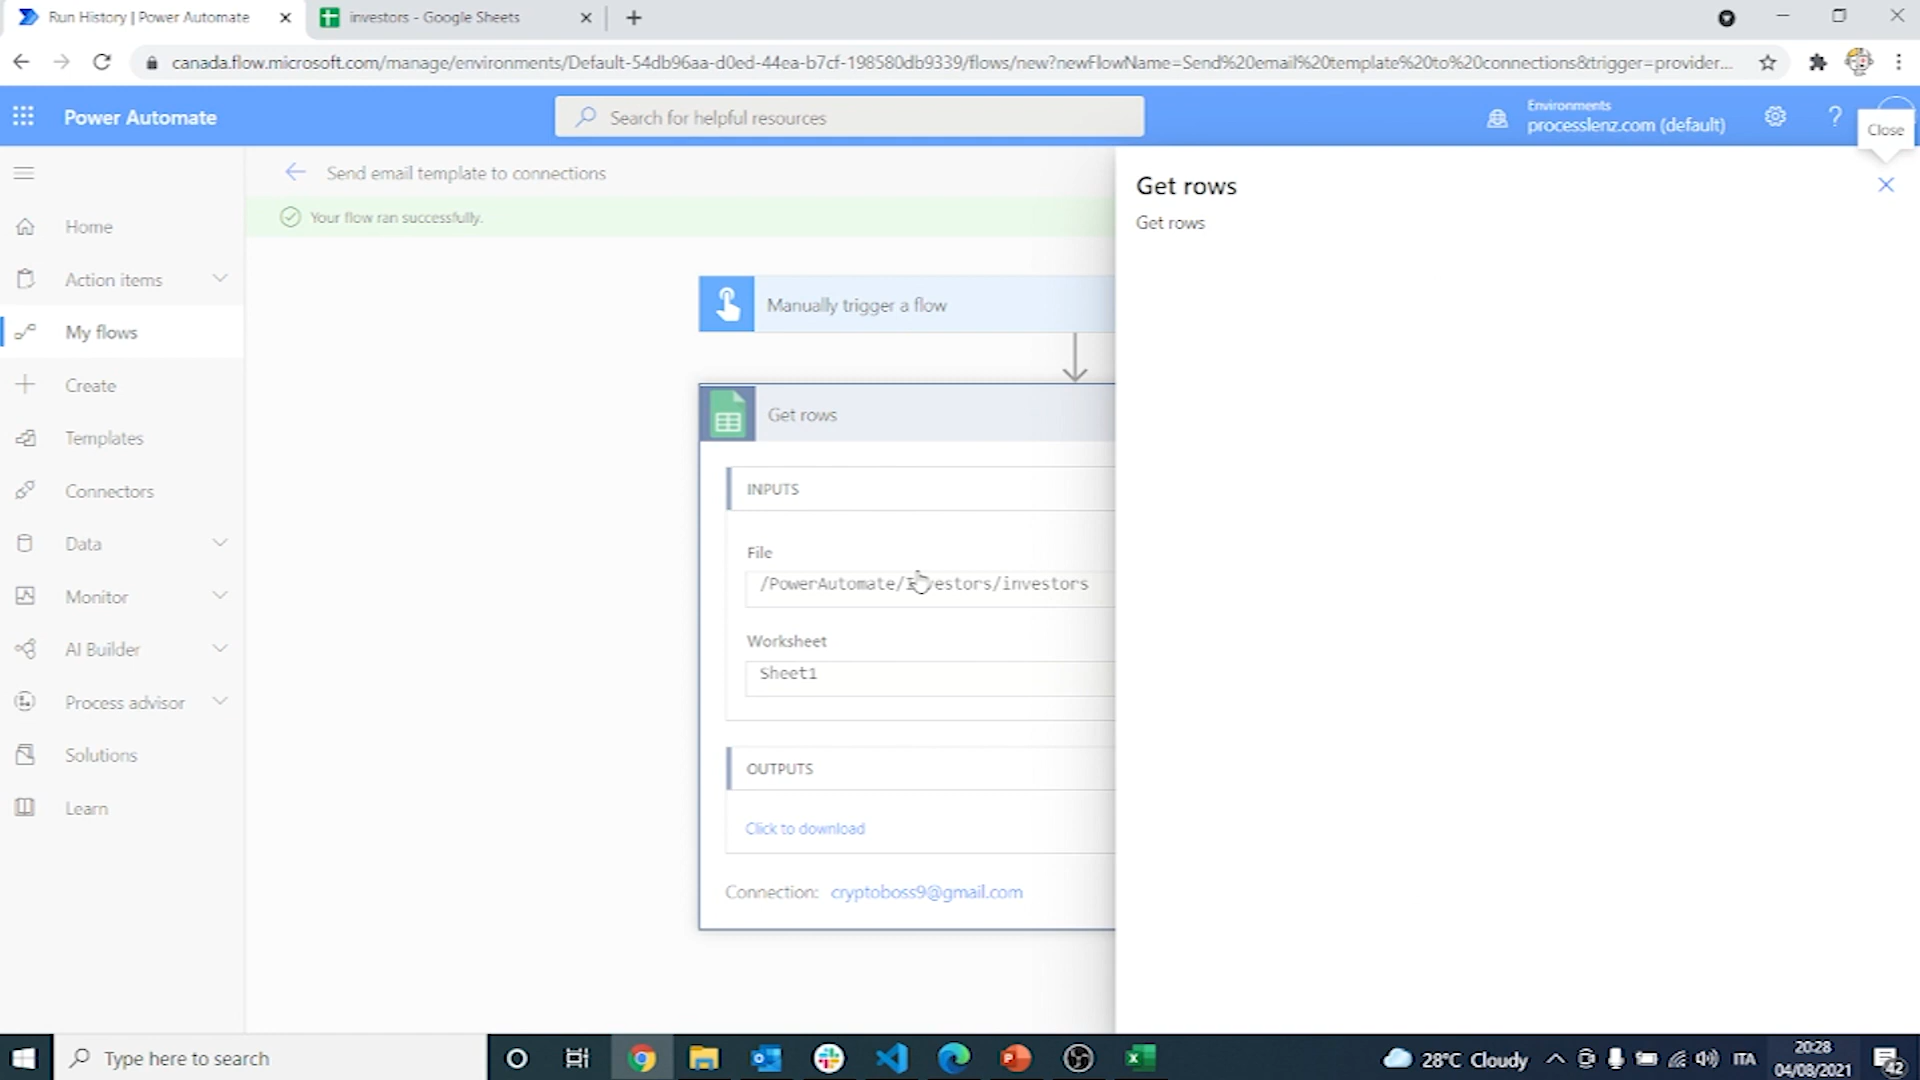 Run History | Power Automate
investors - Google Sheets
canada.flow.microsoft.com/manage/environments/Default-54db96aa-d0ed-44ea-b7cf-198580db9339/flows/new?newFlowName=Send%20email%20template%20to%20connections&trigger=provider...
Power Automate
Search for helpful resources
Environments
processlenz.com (default)
?
Close
Send email template to connections
Your flow ran successfully.
Home
Action items
My flows
Create
Templates
Connectors
Data
Monitor
AI Builder
Process advisor
Solutions
Learn
Manually trigger a flow
Get rows
INPUTS
File
/PowerAutomate/Investors/investors
Worksheet
Sheet1
OUTPUTS
Click to download
Connection: cryptoboss9@gmail.com
Get rows
Get rows
Type here to search
28°C Cloudy
ITA
20:28
04/08/2021
42